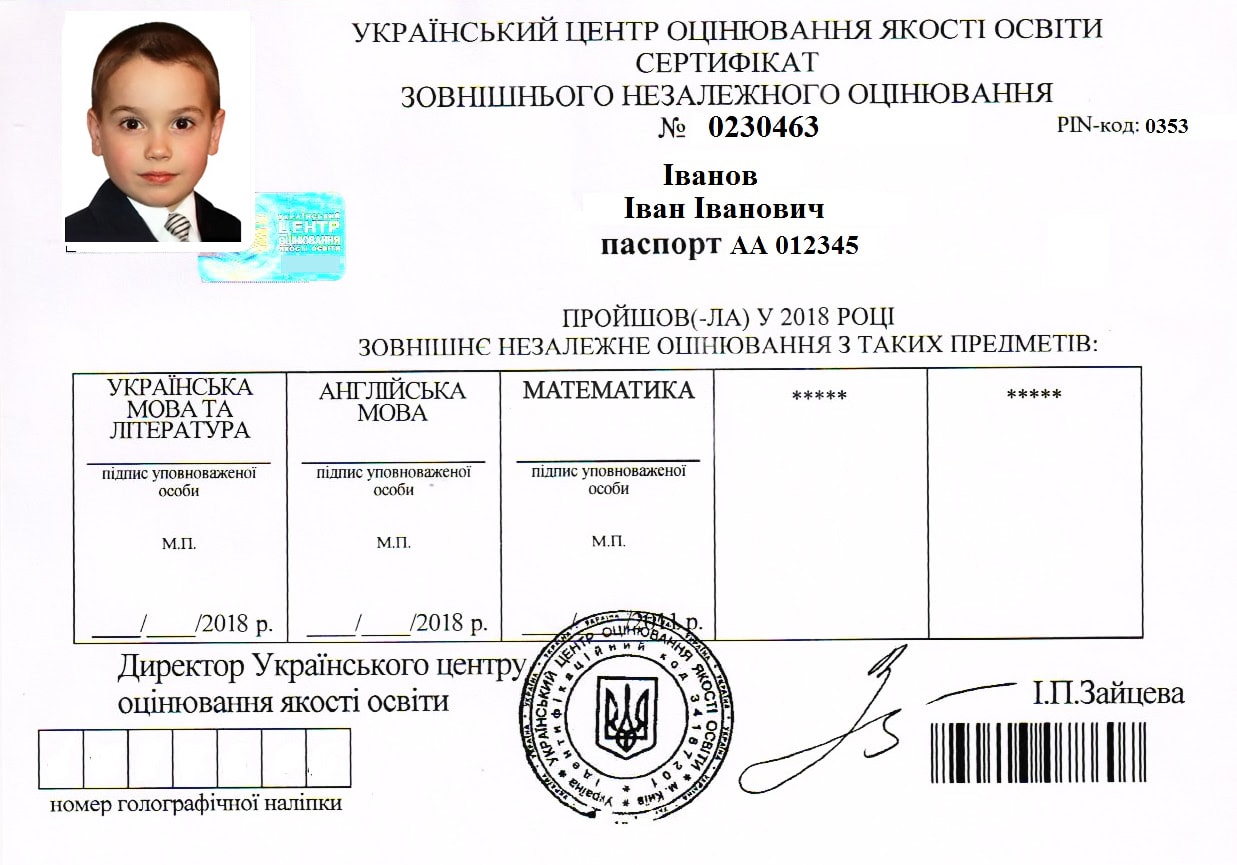 УКРАЇНСЬКИЙ ЦЕНТР ОЦІНЮВАННЯ ЯКОСТІ ОСВІТИ
СЕРТИФІКАТ
ЗОВНІШНЬОГО НЕЗАЛЕЖНОГО ОЦІНЮВАННЯ
№ 0230463
PIN-код: 0353
Іванов
Іван Іванович
паспорт АА 012345
УКРАЇНСЬКИЙ
ЦЕНТР
ОЦІНЮВАННЯ
ЯКОСТІ ОСВІТИ
ПРОЙШОВ(-ЛА) У 2018 РОЦІ
ЗОВНІШНЄ НЕЗАЛЕЖНЕ ОЦІНЮВАННЯ З ТАКИХ ПРЕДМЕТІВ:
УКРАЇНСЬКА
МОВА ТА
ЛІТЕРАТУРА
підпис уповноваженої
особи
М.П.
____/____/2018 р.
АНГЛІЙСЬКА
МОВА
підпис уповноваженої
особи
М.П.
____/____/2018 р.
МАТЕМАТИКА
підпис уповноваженої
особи
М.П.
____/____/2011 р.
*****
*****
Директор Українського центру
оцінювання якості освіти
І.П.Зайцева
УКРАЇНСЬКИЙ ЦЕНТР ОЦІНЮВАННЯ ЯКОСТІ ОСВІТИ * м. Київ * Україна *
Ідентифікаційний код 34187201 *
номер голографічної наліпки